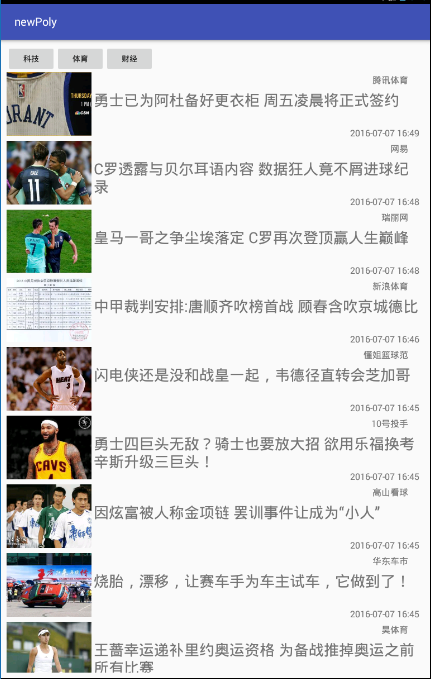 newPoly
科技
体育
财经
腾讯体育
勇士已为阿杜备好更衣柜 周五凌晨将正式签约
2016-07-07 16:49
网易
C罗透露与贝尔耳语内容 数据狂人竟不屑进球纪
录
2016-07-07 16:48
瑞丽网
皇马一哥之争尘埃落定 C罗再次登顶赢人生巅峰
2016-07-07 16:48
新浪体育
中甲裁判安排:唐顺齐吹榜首战 顾春含吹京城德比
2016-07-07 16:46
懂姐篮球范
闪电侠还是没和战皇一起，韦德径直转会芝加哥
2016-07-07 16:45
10号投手
勇士四巨头无敌？骑士也要放大招 欲用乐福换考
辛斯升级三巨头！
2016-07-07 16:45
高山看球
因炫富被人称金项链 罢训事件让成为“小人”
2016-07-07 16:45
华东车市
烧胎，漂移，让赛车手为车主试车，它做到了！
2016-07-07 16:45
昊体育
王蔷幸运递补里约奥运资格 为备战推掉奥运之前
所有比赛
THURSDAY
URANT
11
7
CAVS